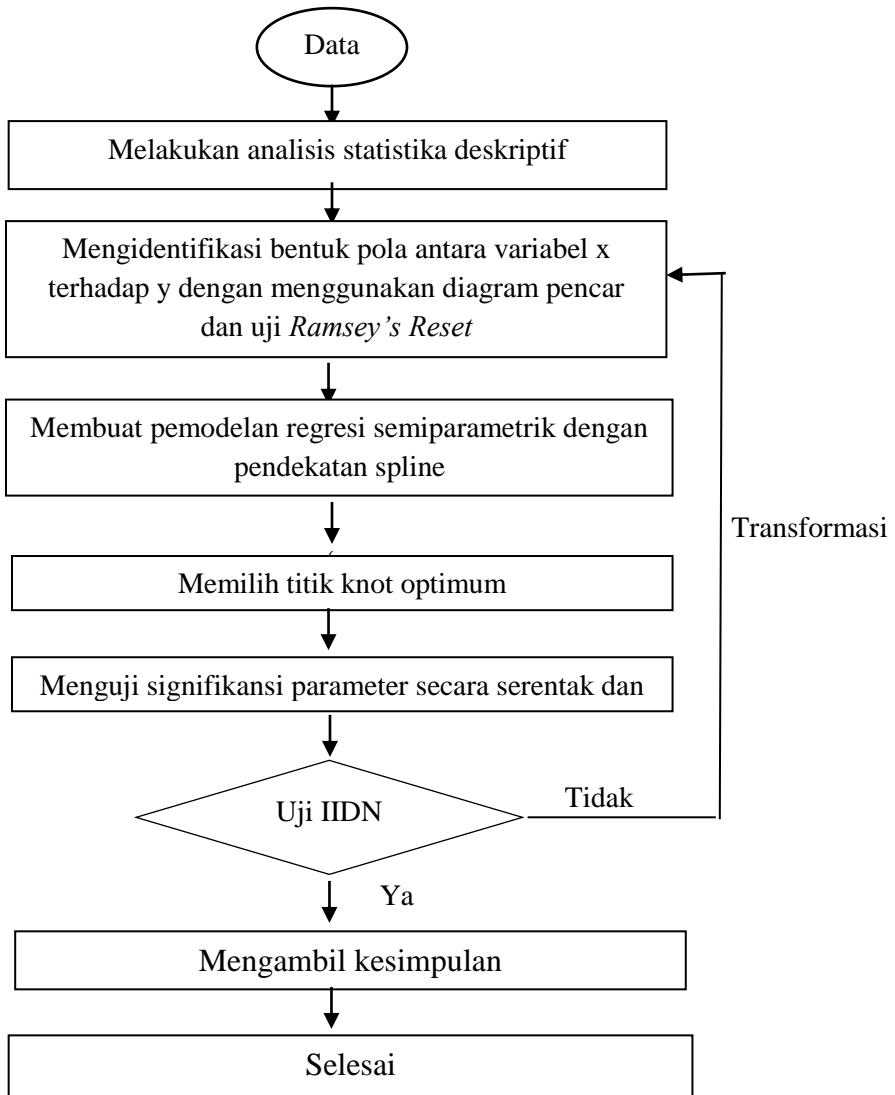 Data
Melakukan analisis statistika deskriptif
Mengidentifikasi bentuk pola antara variabel x
terhadap y dengan menggunakan diagram pencar
dan uji Ramsey’s Reset
Membuat pemodelan regresi semiparametrik dengan
pendekatan spline
Transformasi
Memilih titik knot optimum
Menguji signifikansi parameter secara serentak dan
Uji IIDN
Tidak
Ya
Mengambil kesimpulan
Selesai